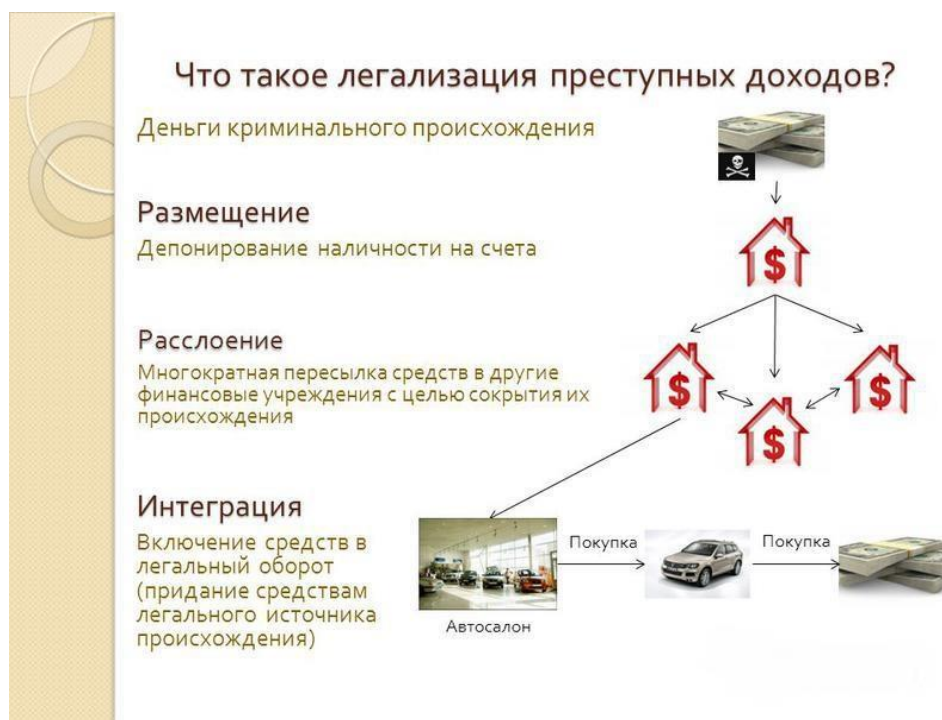 Что такое легализация преступных доходов?
Деньги криминального происхождения
Размещение
Депонирование наличности на счета
Расслоение
Многократная пересылка средств в другие
финансовые учреждения с целью сокрытия их
происхождения
Интеграция
Включение средств в
легальный оборот
(придание средствам
легального источника
происхождения)
Автосалон
Покупка
Покупка